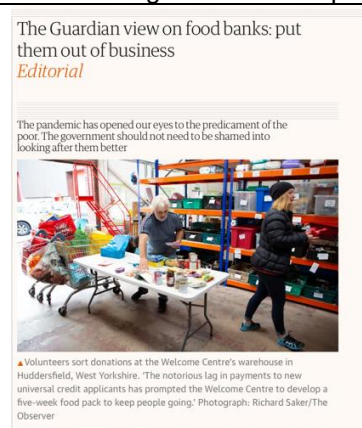 The Guardian view on food banks: put
them out of business
Editorial
The pandemic has opened our eyes to the predicament of the
poor. The government should not need to be shamed into
looking after them better
▲Volunteers sort donations at the Welcome Centre's warehouse in
Huddersfield, West Yorkshire. 'The notorious lag in payments to new
universal credit applicants has prompted the Welcome Centre to develop a
five-week food pack to keep people going.' Photograph: Richard Saker/The
Observer